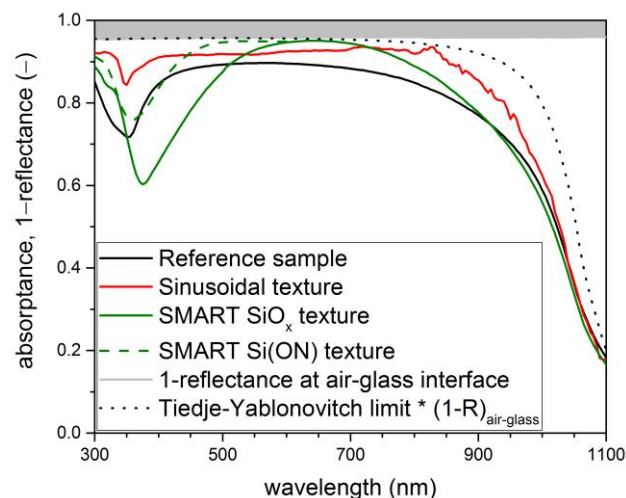 absorptance, 1−reflectance (−)
1.0
0.8
0.6
0.4
0.2
0.0
Reference sample
Sinusoidal texture
SMART SiOx texture
SMART Si(ON) texture
1-reflectance at air-glass interface
Tiedje-Yablonovitch limit * (1-R)air-glass
300 500 700 900 1100
wavelength (nm)